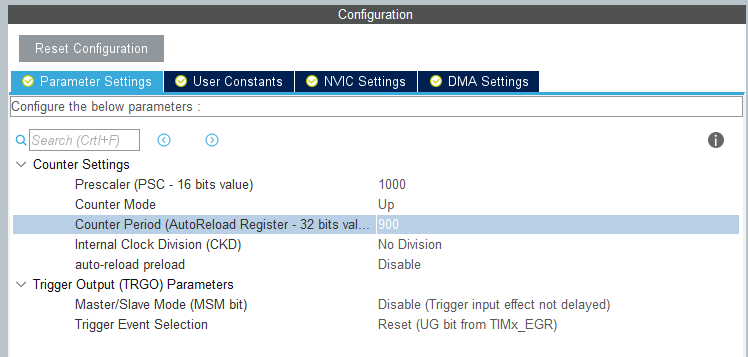 Configuration
Reset Configuration
Parameter Settings User Constants NVIC Settings DMA Settings
Configure the below parameters :
Search (Crtl+F)
Counter Settings
Prescaler (PSC - 16 bits value) 1000
Counter Mode Up
Counter Period (AutoReload Register - 32 bits val... 900
Internal Clock Division (CKD) No Division
auto-reload preload Disable
Trigger Output (TRGO) Parameters
Master/Slave Mode (MSM bit) Disable (Trigger input effect not delayed)
Trigger Event Selection Reset (UG bit from TIMx_EGR)